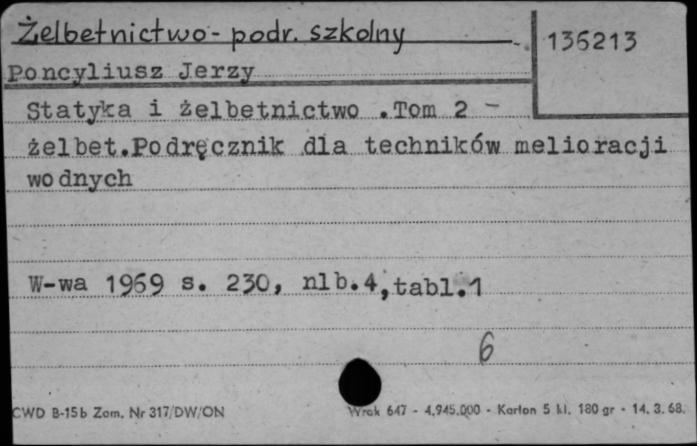 Żelbetnictwo - podr. szkolny
136213
Poncyliusz Jerzy
Statyka i żelbetnictwo .Tom 2 -
żelbet.Podręcznik dla techników melioracji
wodnych
W-wa 1969 s. 230, nlb.4,tabl.1
6
CWD B-15b Zam. Nr 317/DW/ON
Wrak 647 - 4.945.000 - Karton 5 kl. 180 gr - 14. 3. 68.